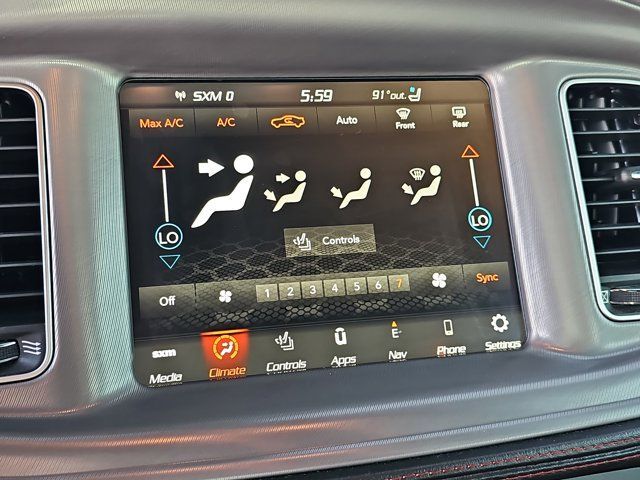 SXM 0 5:59 91°out.
Max A/C A/C Auto Front Rear
LO LO
Controls
Off 1 2 3 4 5 6 7 Sync
sxm E
Media Climate Controls Apps Nav Phone Settings